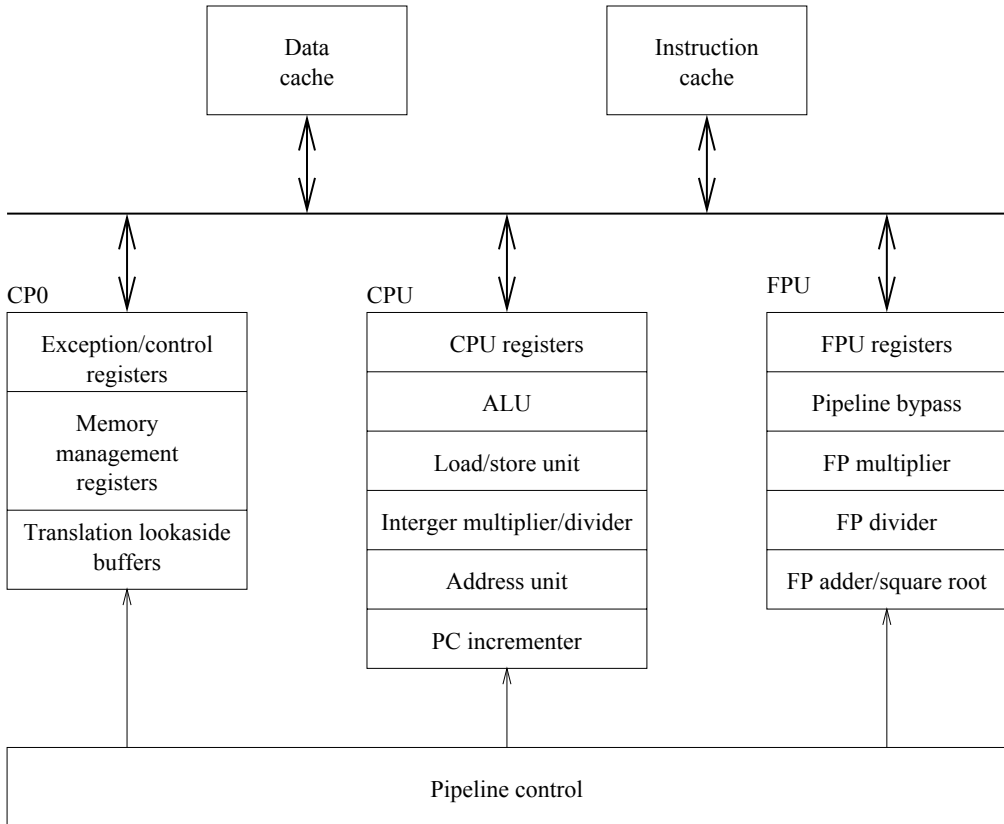 Data
cache
Instruction
cache
CP0
Exception/control
registers
Memory
management
registers
Translation lookaside
buffers
CPU
CPU registers
ALU
Load/store unit
Interger multiplier/divider
Address unit
PC incrementer
FPU
FPU registers
Pipeline bypass
FP multiplier
FP divider
FP adder/square root
Pipeline control